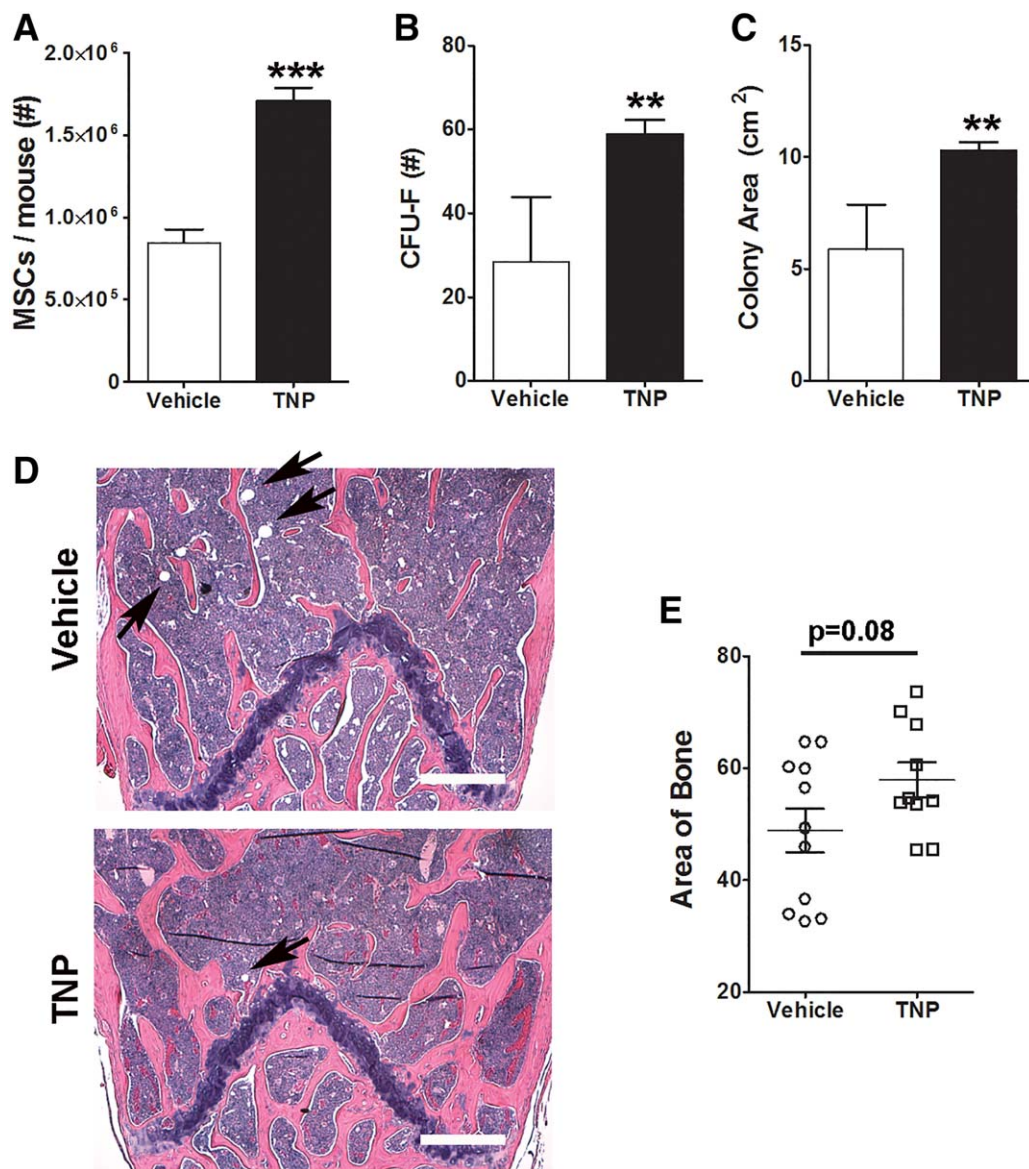 A
MSCs / mouse (#)
2.0×10⁶
1.5×10⁶
1.0×10⁶
5.0×10⁵
0
***
Vehicle
TNP
B
CFU-F (#)
80
60
40
20
0
**
Vehicle
TNP
C
Colony Area (cm²)
15
10
5
0
**
Vehicle
TNP
D
Vehicle
TNP
E
p=0.08
Area of Bone
80
60
40
20
Vehicle
TNP